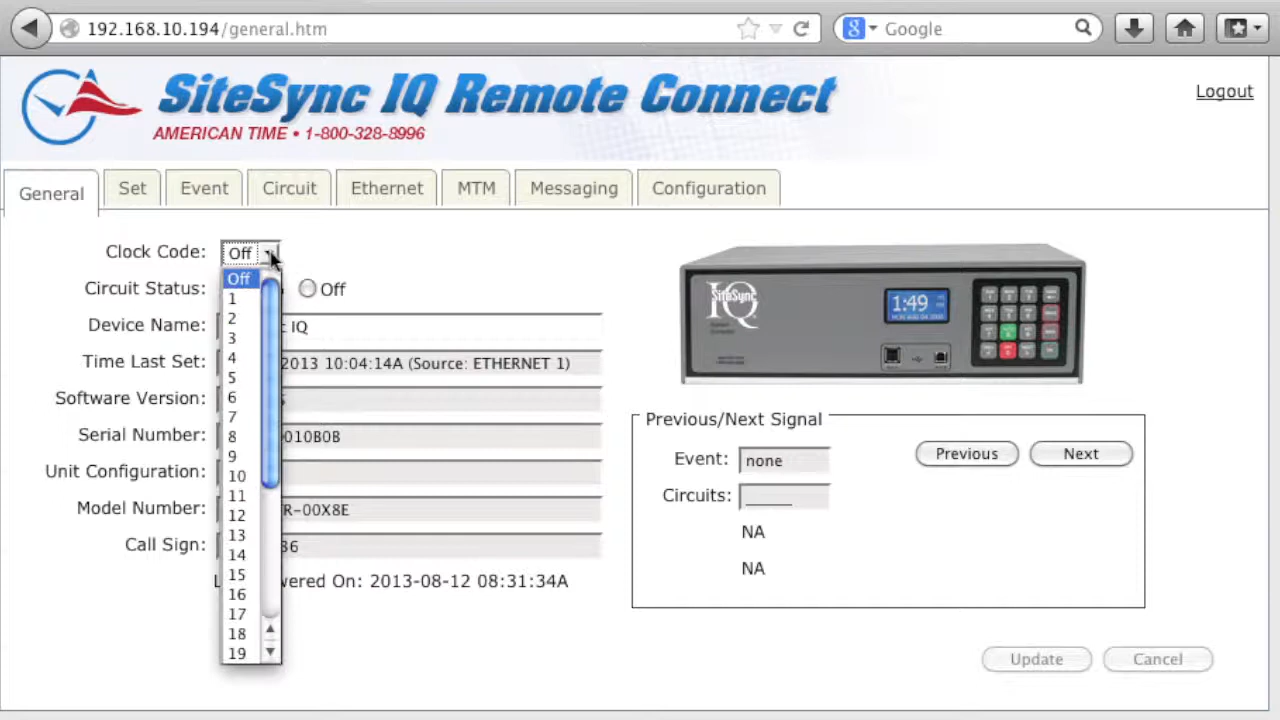 192.168.10.194/general.htm
Google
SiteSync IQ Remote Connect
AMERICAN TIME • 1-800-328-8996
Logout
General
Set
Event
Circuit
Ethernet
MTM
Messaging
Configuration
Clock Code: Off
Off
1
2
3
4
5
6
7
8
9
10
11
12
13
14
15
16
17
18
19
Circuit Status: Off
Device Name: IQ
Time Last Set: 2013 10:04:14A (Source: ETHERNET 1)
Software Version:
Serial Number: 010B0B
Unit Configuration:
Model Number: R-00X8E
Call Sign: 86
ered On: 2013-08-12 08:31:34A
SiteSync
IQ
1:49
Previous/Next Signal
Event: none
Previous
Next
Circuits: ______
NA
NA
Update
Cancel